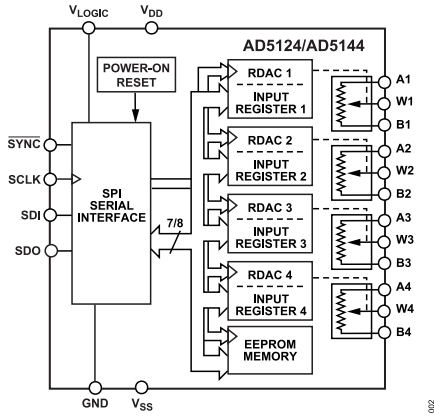 VLOGIC
VDD
AD5124/AD5144
POWER-ON
RESET
RDAC 1
INPUT
REGISTER 1
A1
W1
B1
SYNC
SCLK
SDI
SDO
SPI
SERIAL
INTERFACE
7/8
RDAC 2
INPUT
REGISTER 2
A2
W2
B2
RDAC 3
INPUT
REGISTER 3
A3
W3
B3
RDAC 4
INPUT
REGISTER 4
A4
W4
B4
EEPROM
MEMORY
GND
VSS
002